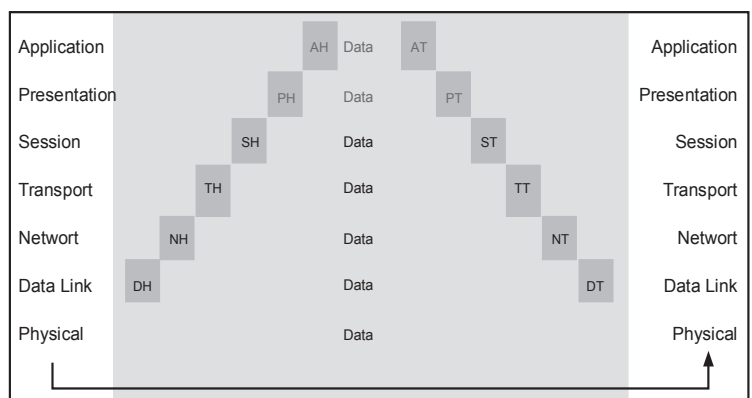 Application AH Data AT Application
Presentation PH Data PT Presentation
Session SH Data ST Session
Transport TH Data TT Transport
Networt NH Data NT Networt
Data Link DH Data DT Data Link
Physical Data Physical